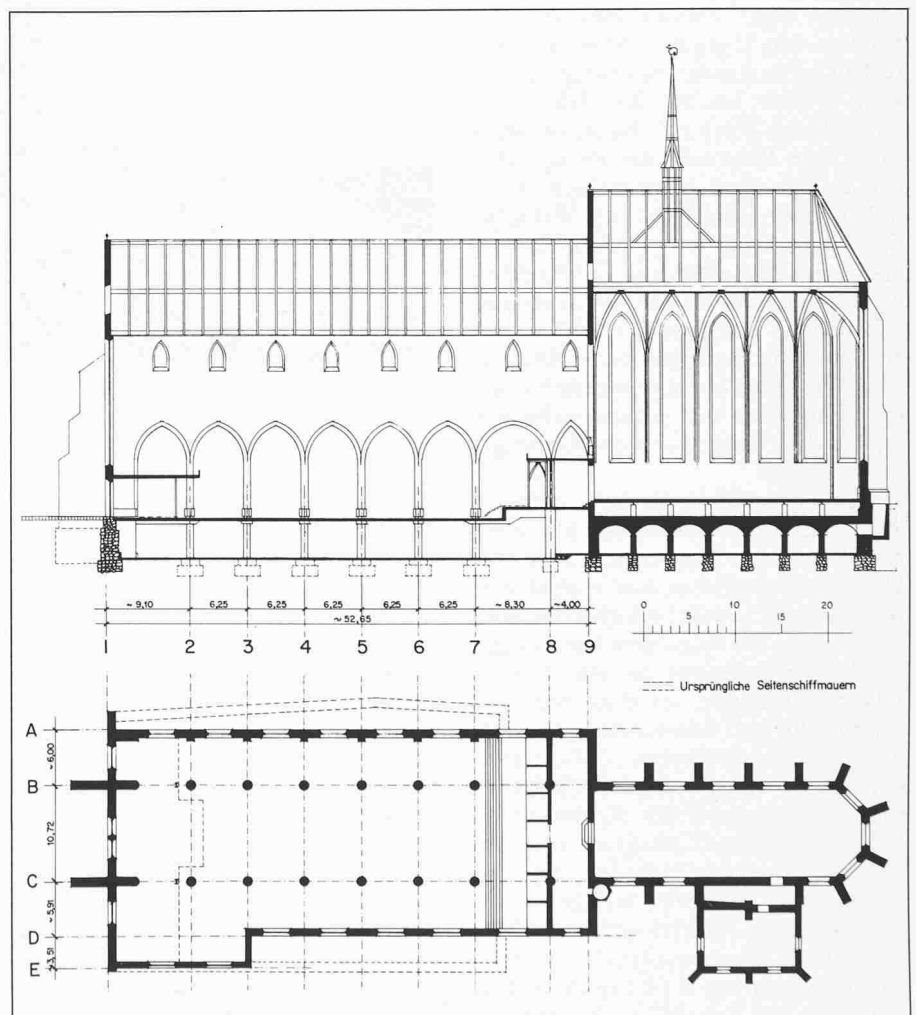 ~ 9,10 6,25 6,25 6,25 6,25 6,25 ~ 8,30 ~4,00
~ 52,65
0 5 10 15 20
1 2 3 4 5 6 7 8 9
Ursprüngliche Seitenschiffmauern
A
~ 6,00
B
10,72
C
~ 5,91
D
~3,51
E